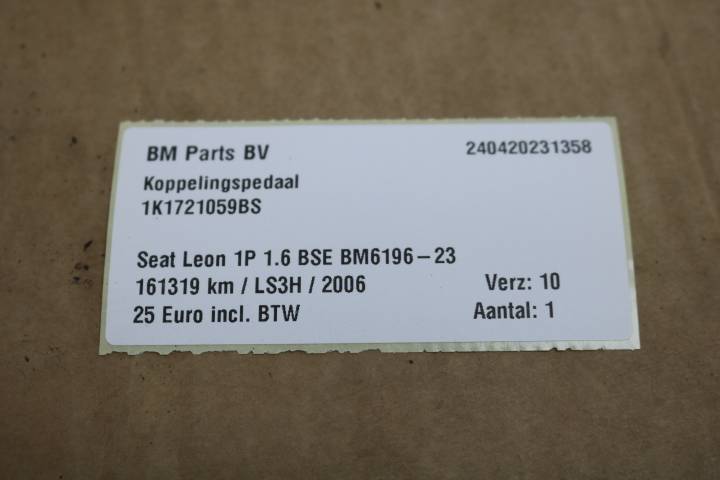 BM Parts BV 240420231358
Koppelingspedaal
1K1721059BS
Seat Leon 1P 1.6 BSE BM6196-23
161319 km / LS3H / 2006 Verz: 10
25 Euro incl. BTW Aantal: 1